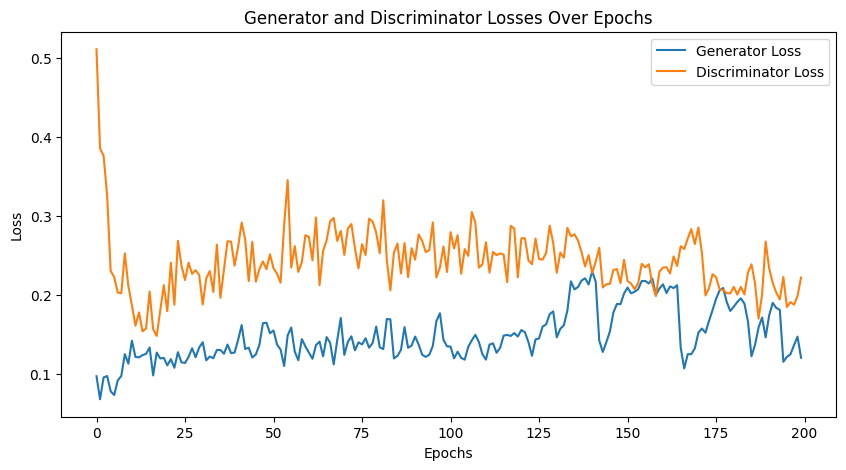 Generator and Discriminator Losses Over Epochs
Generator Loss
Discriminator Loss
0.5
0.4
0.3
0.2
0.1
Loss
0
25
50
75
100
125
150
175
200
Epochs